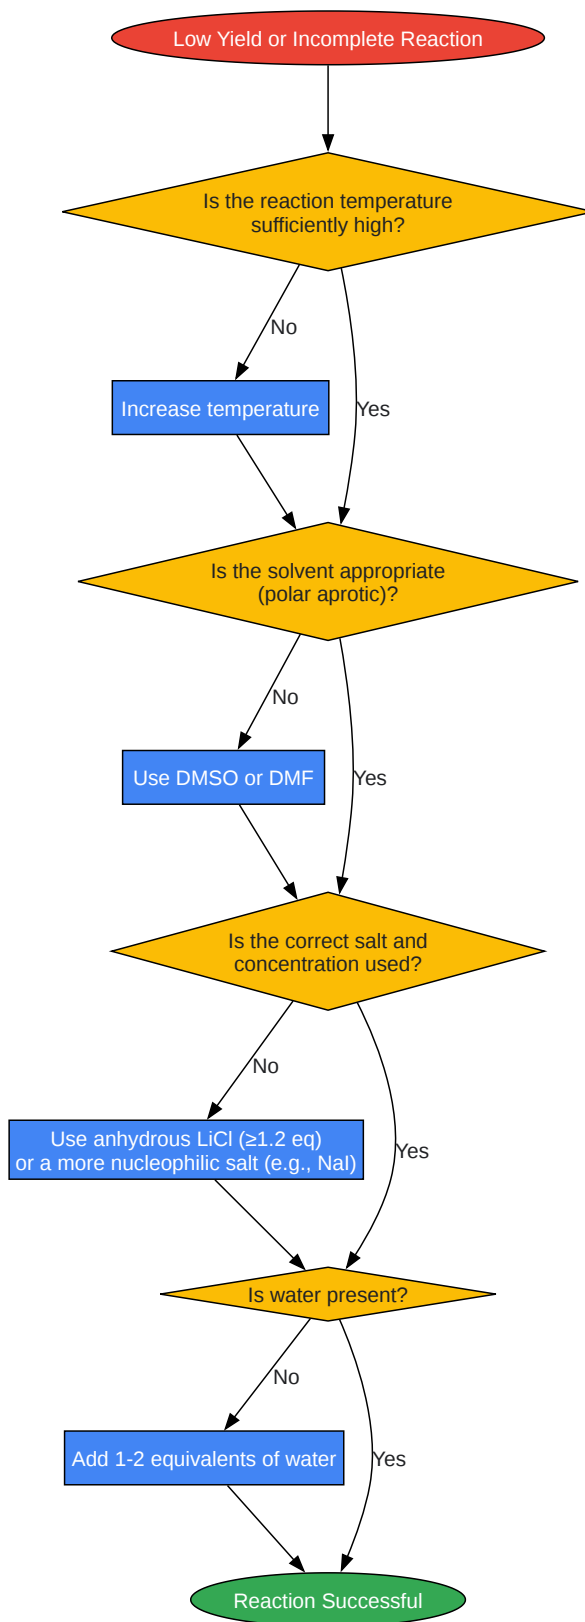 Low Yield or Incomplete Reaction
Is the reaction temperature
sufficiently high?
No
Increase temperature
Yes
Is the solvent appropriate
(polar aprotic)?
No
Use DMSO or DMF
Yes
Is the correct salt and
concentration used?
No
Use anhydrous LiCl (≥1.2 eq)
or a more nucleophilic salt (e.g., NaI)
Yes
Is water present?
No
Add 1-2 equivalents of water
Yes
Reaction Successful